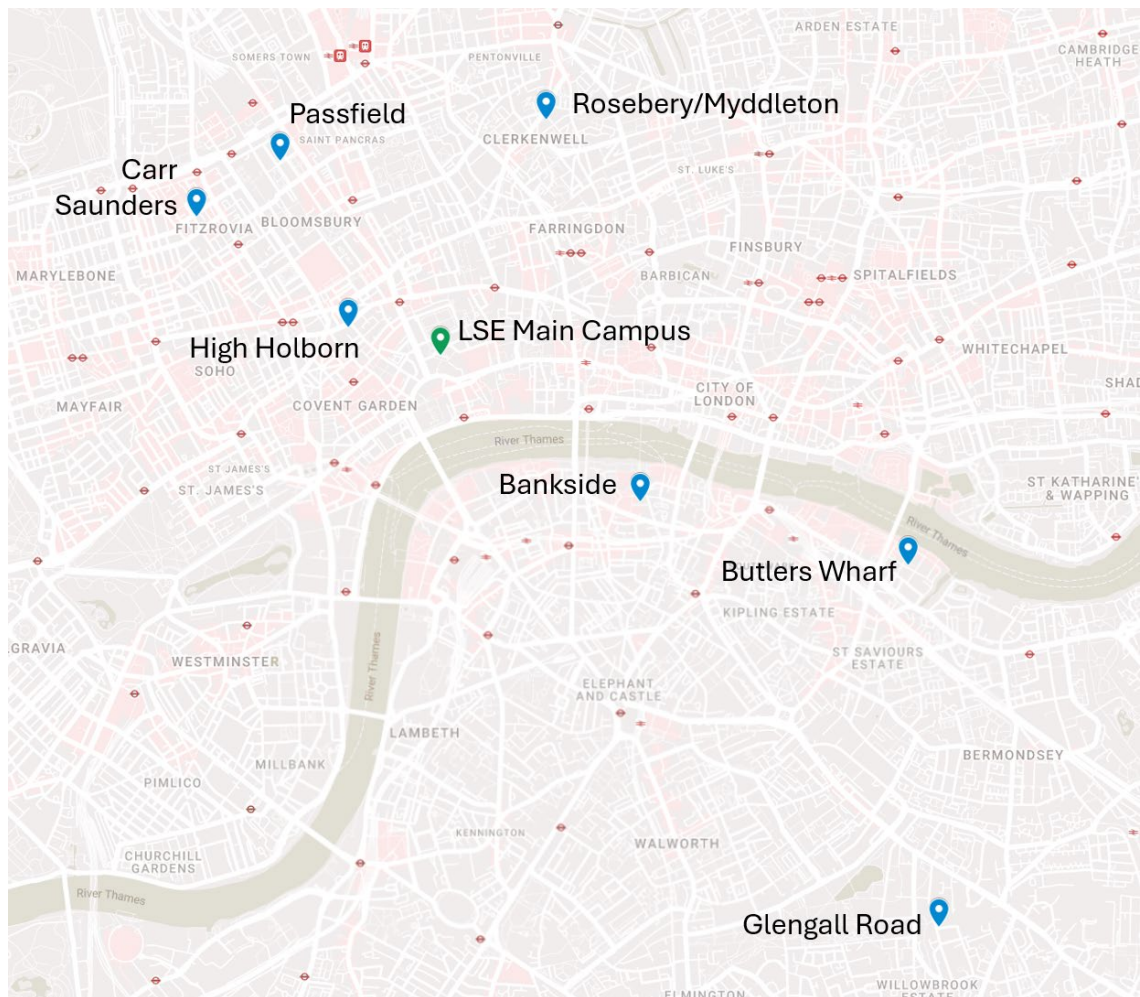 ARDEN ESTATE
CAMBRIDGE
HEATH
SOMERS TOWN
PENTONVILLE
Passfield
Rosebery/Myddleton
SAINT PANCRAS
CLERKENWELL
Carr
Saunders
ST. LUKE'S
FITZROVIA
BLOOMSBURY
FARRINGDON
FINSBURY
MARYLEBONE
BARBICAN
SPITALFIELDS
High Holborn
LSE Main Campus
SOHO
WHITECHAPEL
MAYFAIR
COVENT GARDEN
CITY OF
LONDON
SHAD
River Thames
ST JAMES'S
ST. JAMES'S
Bankside
ST KATHARINE'
& WAPPING
River Thames
Butlers Wharf
KIPLING ESTATE
LGRAVIA
WESTMINSTER
River Thames
ST SAVIOURS
ESTATE
ELEPHANT
AND CASTLE
LAMBETH
BERMONDSEY
MILLBANK
PIMLICO
KENNINGTON
WALWORTH
CHURCHILL
GARDENS
River Thames
Glengall Road
WILLOWBROOK
ESTATE
ELMINGTON